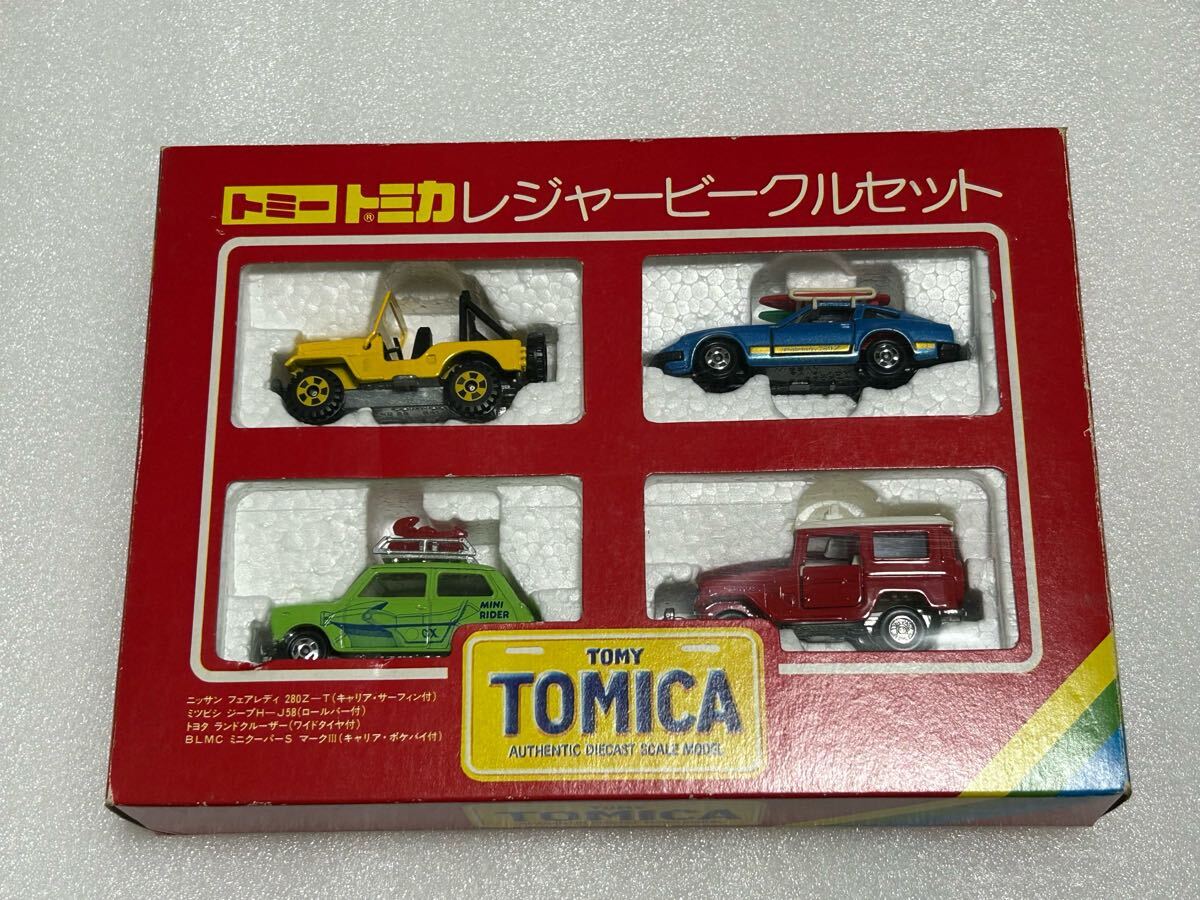 トミー トミカ® レジャービークルセット
MINI
RIDER
CX
ニッサン フェアレディ 280Z-T(キャリア・サーフィン付)
ミツビシ ジープH-J58(ロールバー付)
トヨタ ランドクルーザー(ワイドタイヤ付)
BLMC ミニクーパーS マークIII(キャリア・ポケバイ付)
TOMY
TOMICA
AUTHENTIC DIECAST SCALE MODEL
TOMY
TOMICA